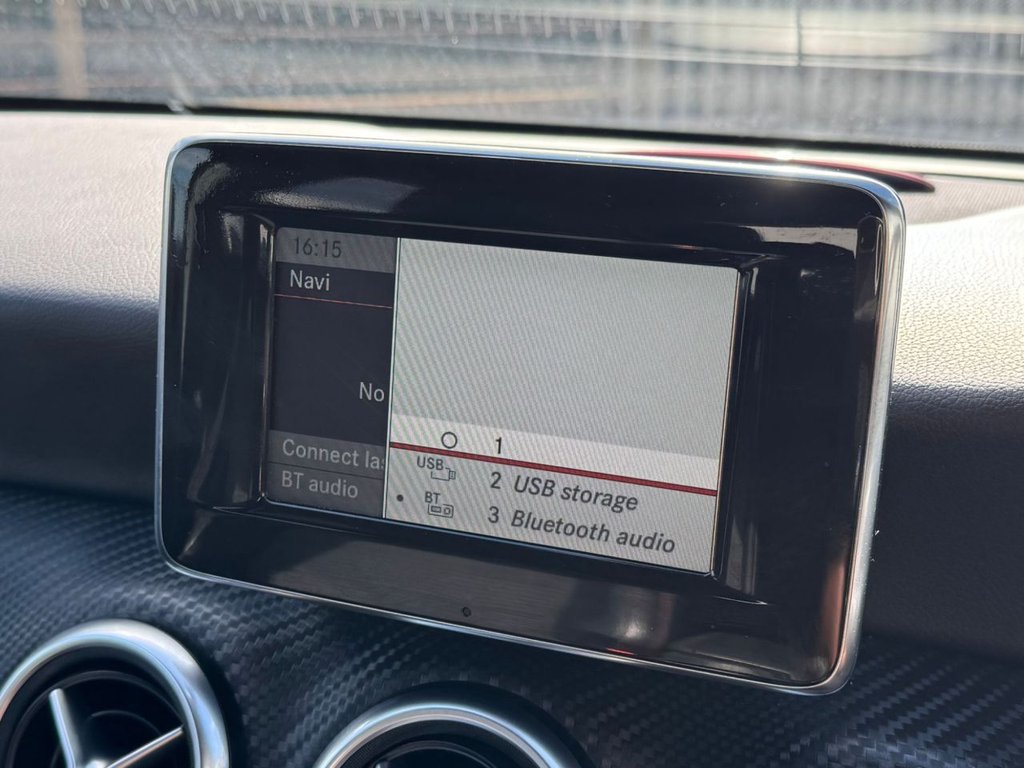 16:15
Navi
No
1
Connect la
USB 2 USB storage
BT audio
BT 3 Bluetooth audio